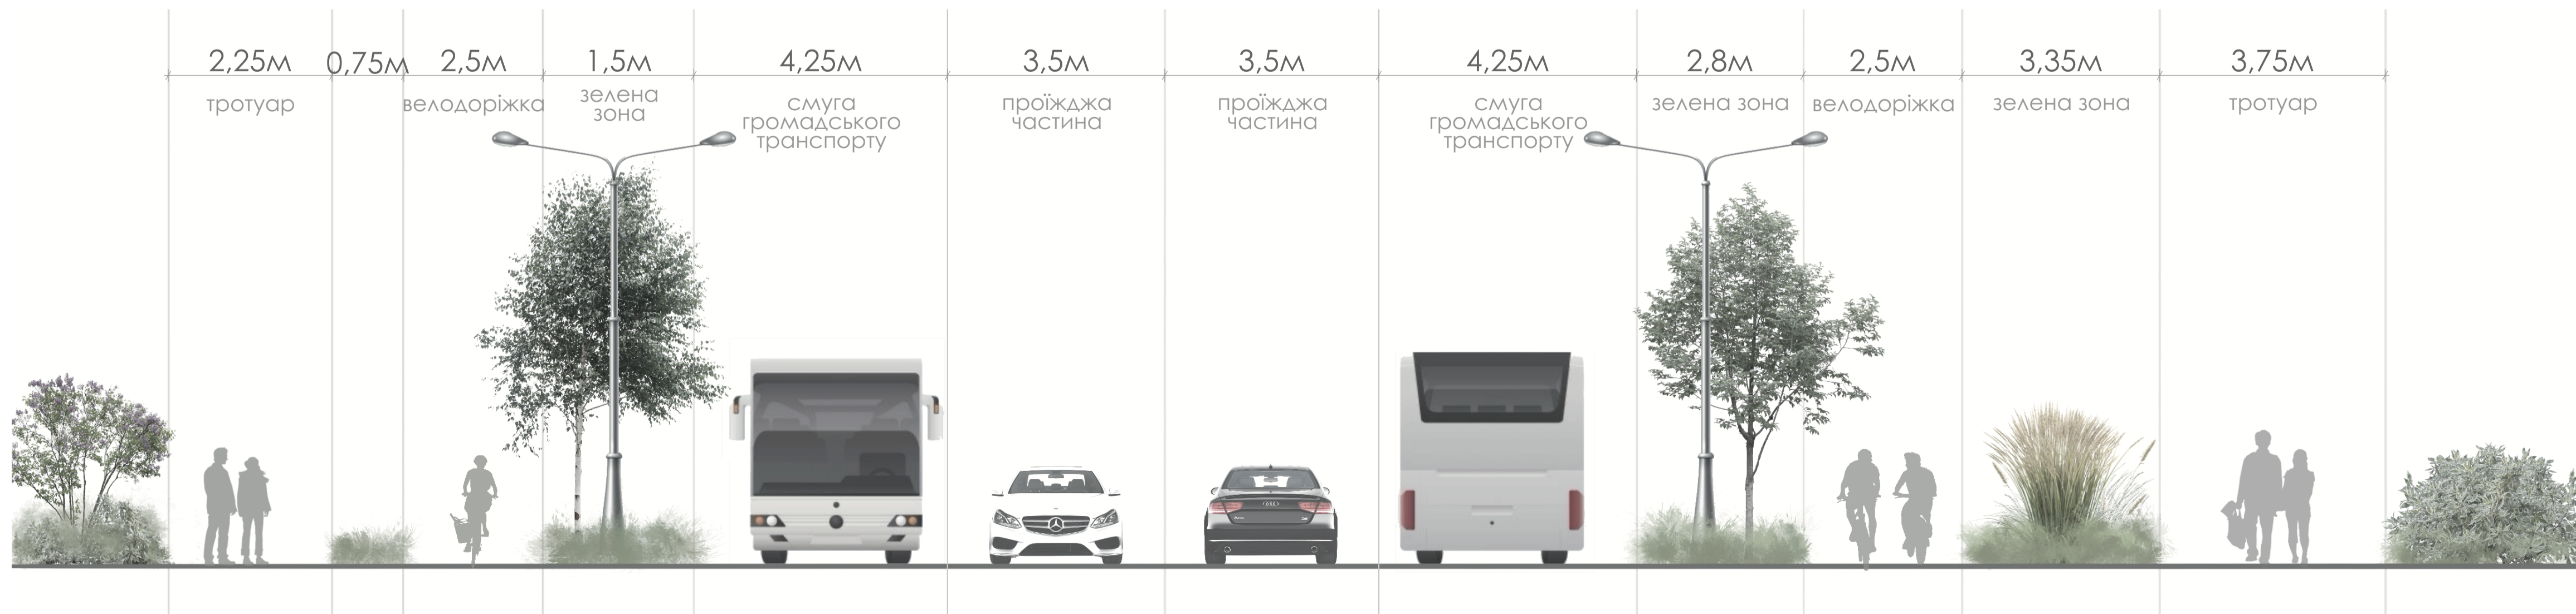 2,25м 0,75м 2,5м 1,5м 4,25м 3,5м 3,5м 4,25м 2,8м 2,5м 3,35м 3,75м
тротуар
велодоріжка
зелена
зона
смуга
громадського
транспорту
проїжджа
частина
проїжджа
частина
смуга
громадського
транспорту
зелена зона
велодоріжка
зелена зона
тротуар